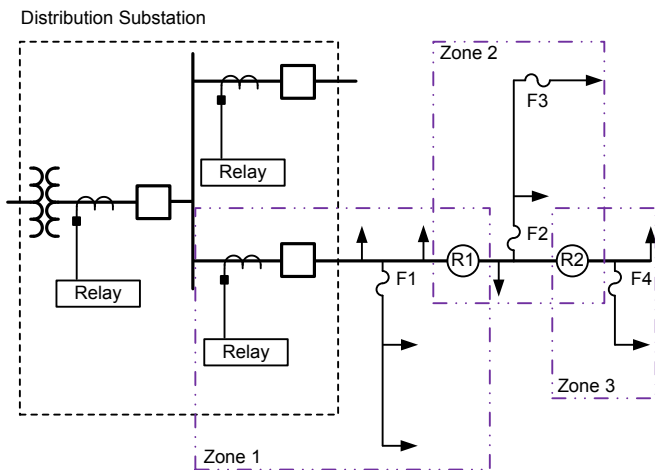 Distribution Substation
Zone 2
F3
Relay
F2
R1
R2
F1
F4
Relay
Relay
Zone 3
Zone 1